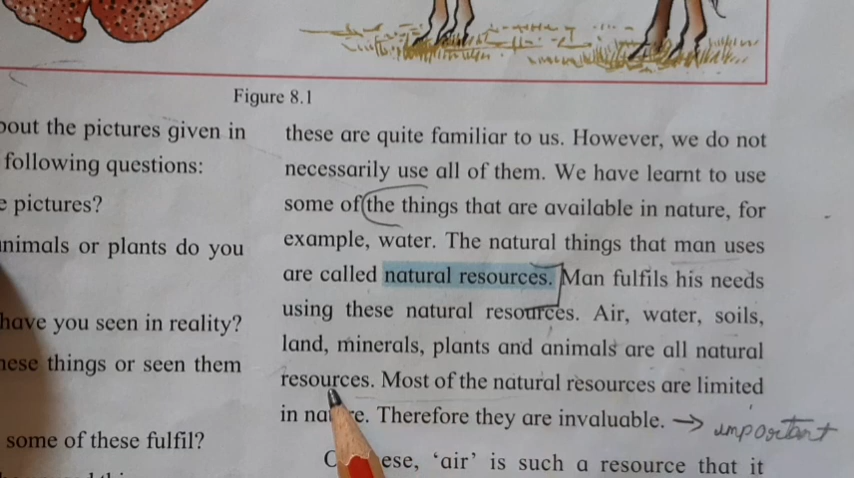 Figure 8.1
out the pictures given in
following questions:
pictures?
nimals or plants do you
have you seen in reality?
these things or seen them
some of these fulfil?
these are quite familiar to us. However, we do not
necessarily use all of them. We have learnt to use
some of the things that are available in nature, for
example, water. The natural things that man uses
are called natural resources. Man fulfils his needs
using these natural resources. Air, water, soils,
land, minerals, plants and animals are all natural
resources. Most of the natural resources are limited
in nature. Therefore they are invaluable. → important
ese, ‘air’ is such a resource that it